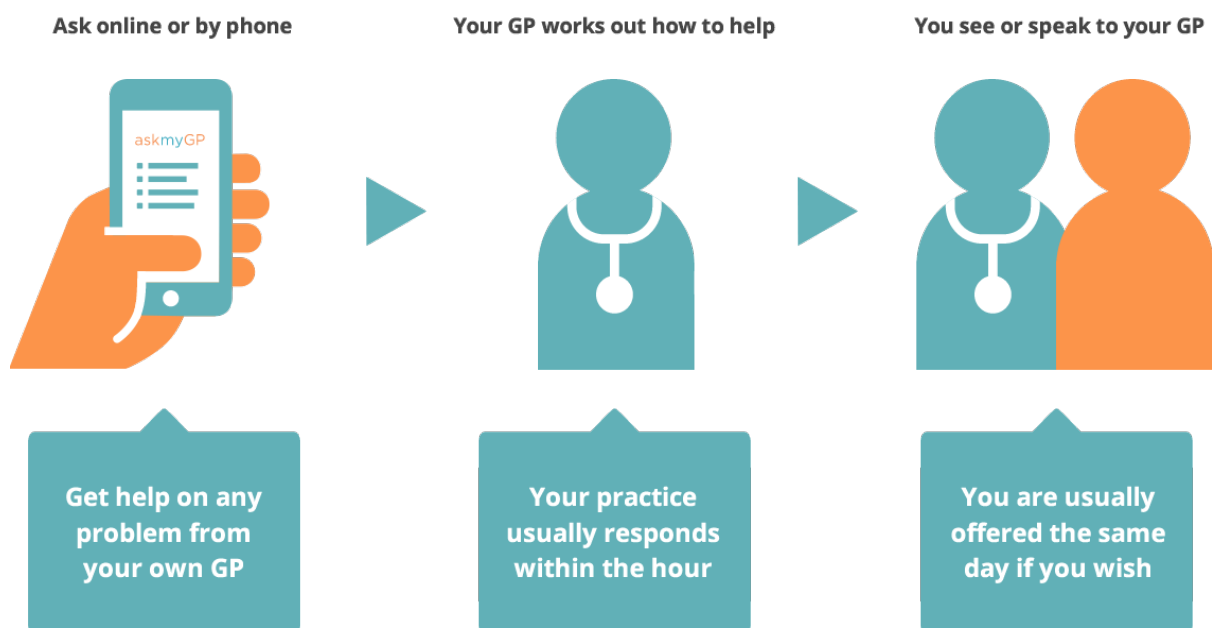 Ask online or by phone
Your GP works out how to help
You see or speak to your GP
askmyGP
Get help on any
problem from
your own GP
Your practice
usually responds
within the hour
You are usually
offered the same
day if you wish